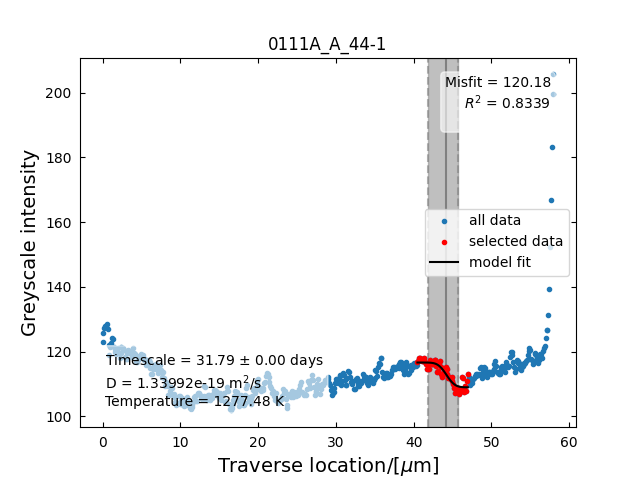 0111A_A_44-1
Misfit = 120.18
R² = 0.8339
all data
selected data
model fit
Timescale = 31.79 ± 0.00 days
D = 1.33992e-19 m²/s
Temperature = 1277.48 K
Greyscale intensity
200
180
160
140
120
100
0 10 20 30 40 50 60
Traverse location/[μm]